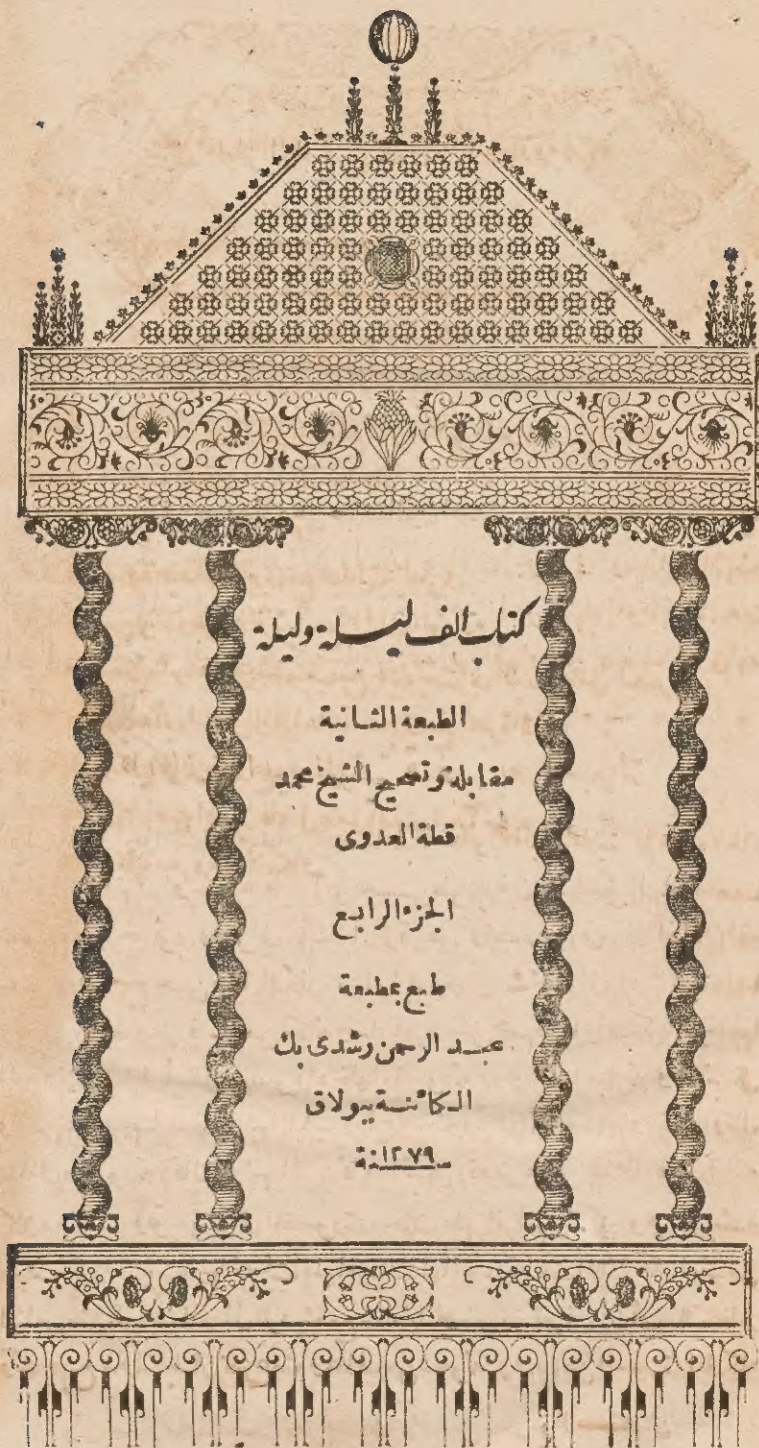 كتاب الف ليلة وليلة
الطبعة الثانية
مقابلة وتصحيح الشيخ محمد
قطة العدوى
الجزء الرابع
طبع بمطبعة
عبد الرحمن رشدى بك
الكائنة ببولاق
سنة ١٢٧٩